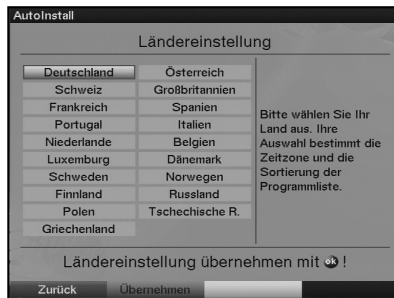 AutoInstall
Ländereinstellung
Deutschland Österreich
Schweiz Großbritannien
Frankreich Spanien
Portugal Italien
Niederlande Belgien
Luxemburg Dänemark
Schweden Norwegen
Finnland Russland
Polen Tschechische R.
Griechenland
Bitte wählen Sie Ihr
Land aus. Ihre
Auswahl bestimmt die
Zeitzone und die
Sortierung der
Programmliste.
Ländereinstellung übernehmen mit ok !
Zurück Übernehmen